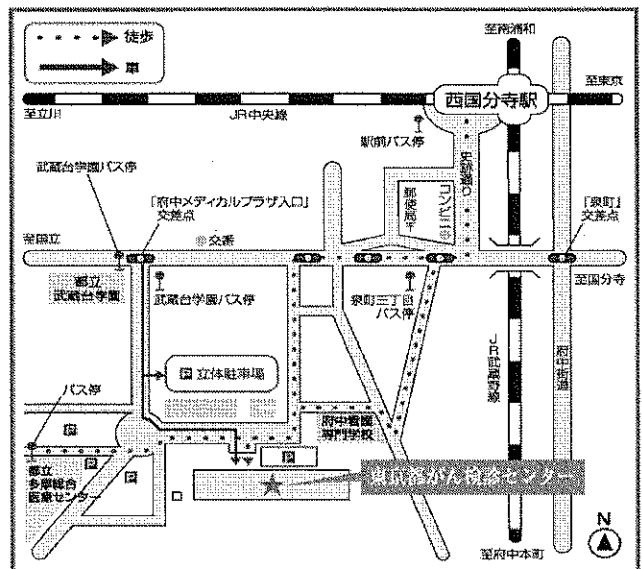 徒歩
車
至南浦和
至東京
西国分寺駅
至立川
JR中央線
駅前バス停
史跡通り
武蔵台学園バス停
「府中メディカルプラザ入口」
交差点
郵便局〒
コンビニ
「泉町」
交差点
至国立
交番
至国分寺
都立
武蔵台学園
武蔵台学園バス停
泉町三丁目
バス停
JR武蔵野線
府中街道
P 立体駐車場
バス停
P
府中看護
専門学校
P
都立
多摩総合
医療センター
P
P
東京都がん検診センター
N
至府中本町